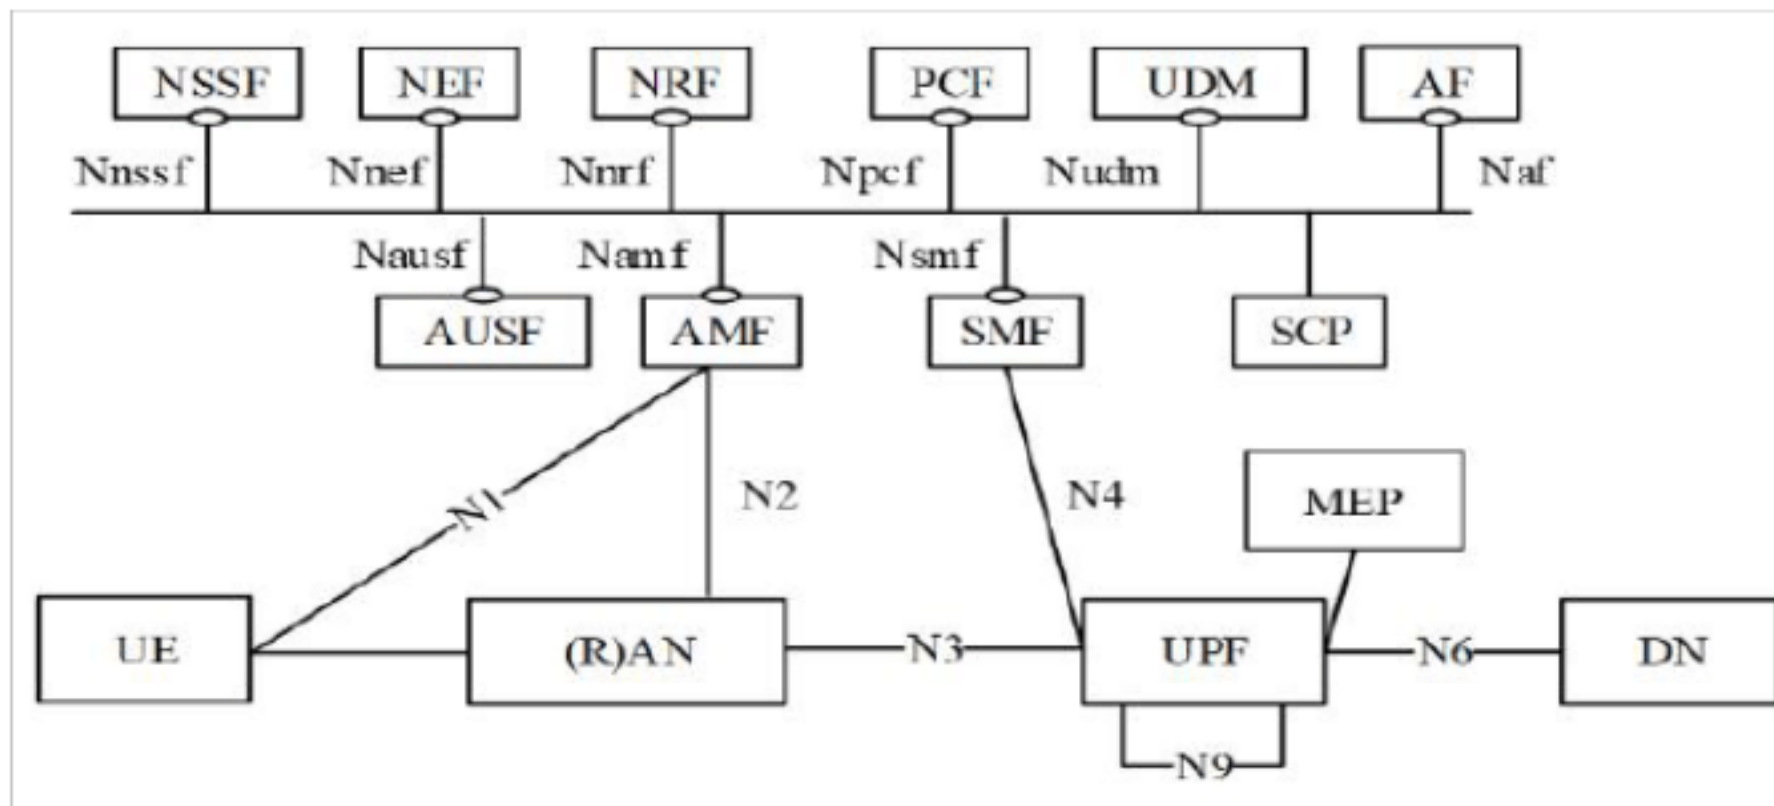 NSSF NEF NRF PCF UDM AF
Nnssf Nnef Nnrf Npcf Nudm Naf
Nausf Namf Nsmf
AUSF AMF SMF SCP
N1 N2 N4 MEP
UE (R)AN N3 UPF N6 DN
N9